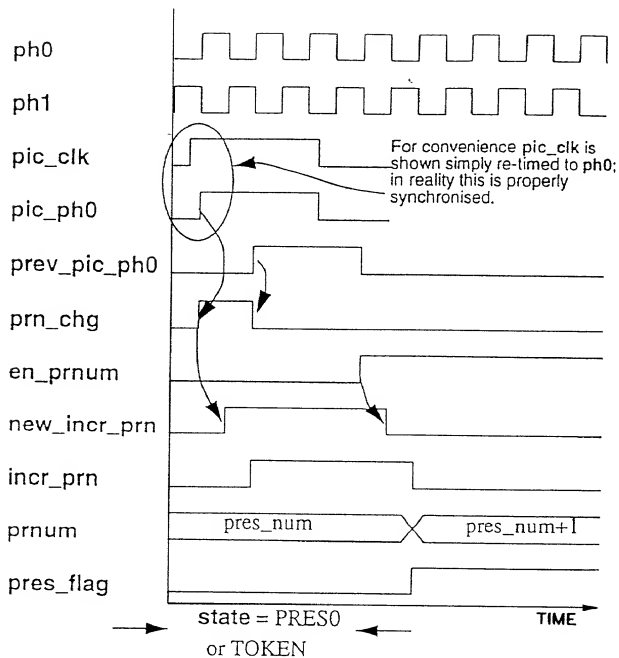 ph0
ph1
pic_clk
For convenience pic_clk is
shown simply re-timed to ph0;
in reality this is properly
synchronised.
pic_ph0
prev_pic_ph0
prn_chg
en_prnum
new_incr_prn
incr_prn
prnum
pres_num
pres_num+1
pres_flag
state = PRES0
or TOKEN
TIME